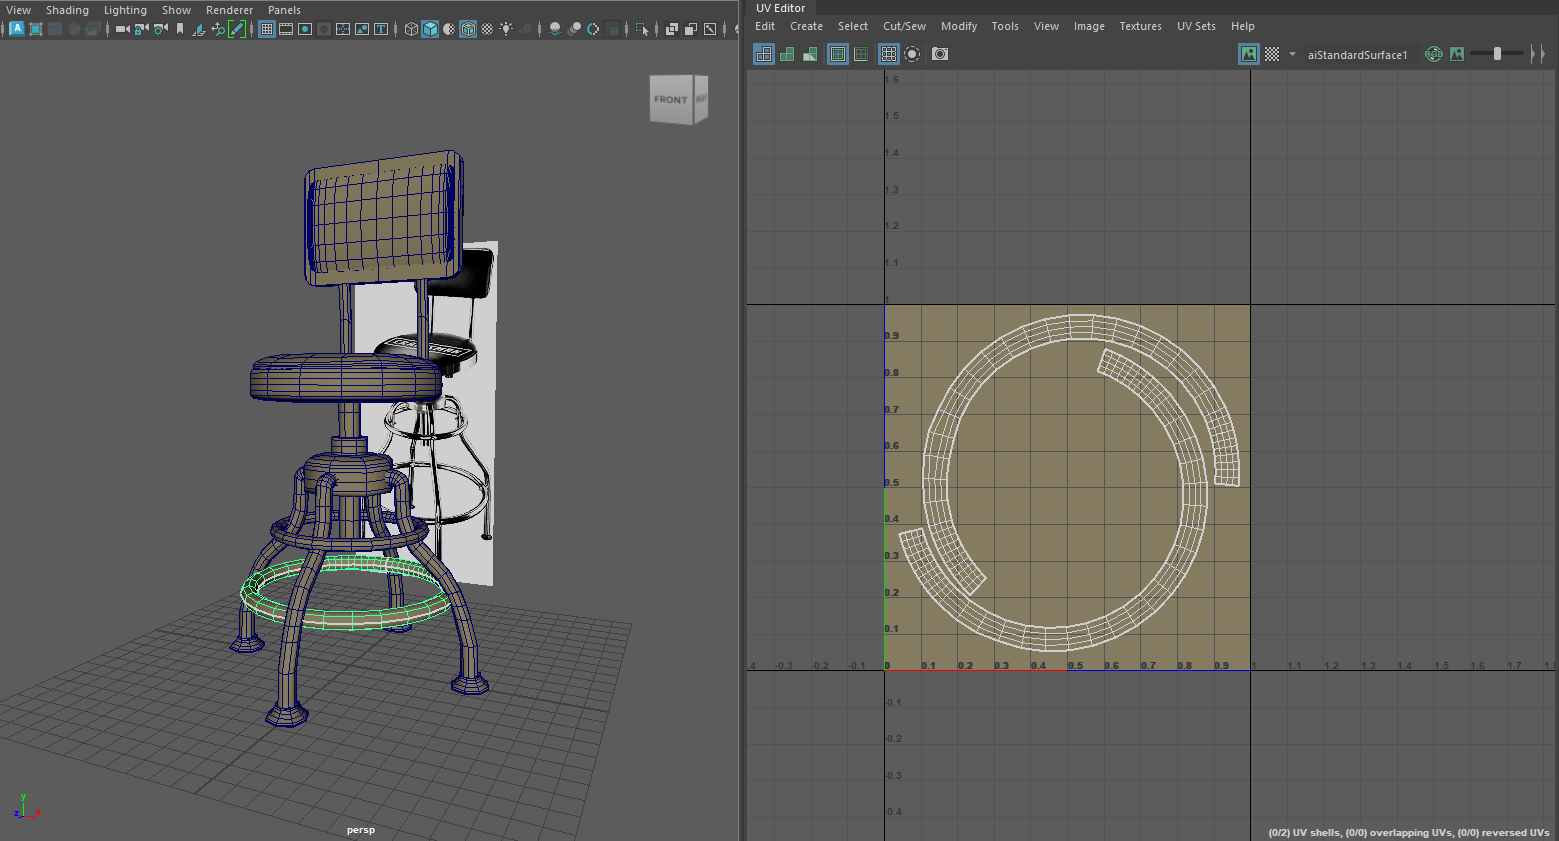 View Shading Lighting Show Renderer Panels
FRONT
persp
y
z
x
UV Editor
Edit Create Select Cut/Sew Modify Tools View Image Textures UV Sets Help
aiStandardSurface1
RGB
1.6
1.5
1.4
1.3
1.2
1.1
1
0.9
0.8
0.7
0.6
0.5
0.4
0.3
0.2
0.1
-0.3 -0.2 -0.1 0 0.1 0.2 0.3 0.4 0.5 0.6 0.7 0.8 0.9 1 1.1 1.2 1.3 1.4 1.5 1.6 1.7
-0.1
-0.2
-0.3
-0.4
(0/2) UV shells, (0/0) overlapping UVs, (0/0) reversed UVs